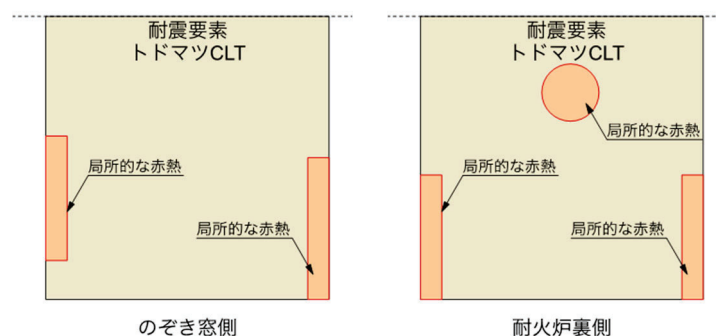 耐震要素
トドマツCLT
局所的な赤熱
局所的な赤熱
のぞき窓側
耐震要素
トドマツCLT
局所的な赤熱
局所的な赤熱
局所的な赤熱
耐火炉裏側